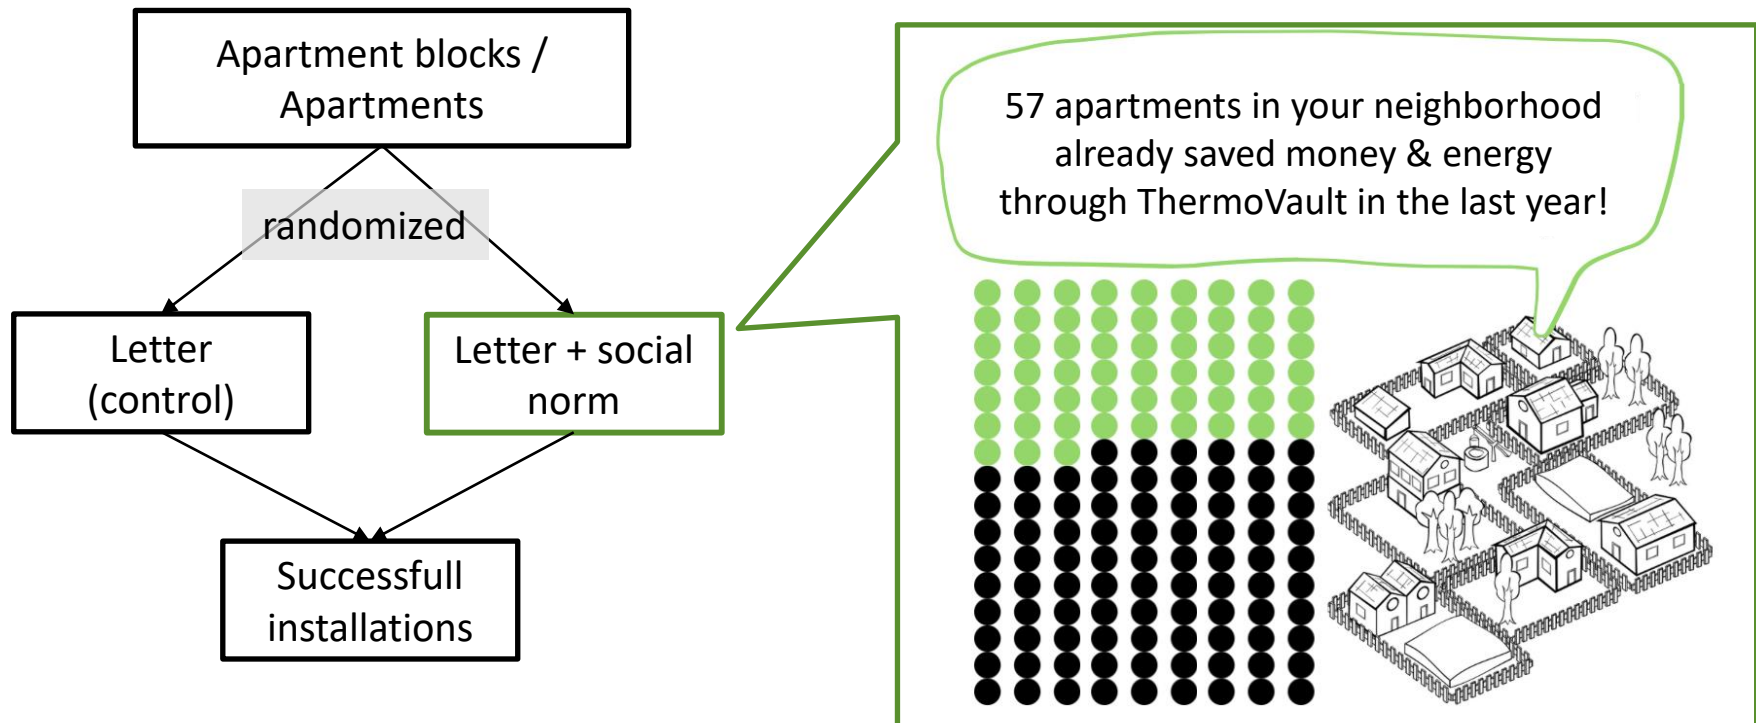 Apartment blocks /
Apartments
randomized
Letter
(control)
Letter + social
norm
Successfull
installations
57 apartments in your neighborhood
already saved money & energy
through ThermoVault in the last year!